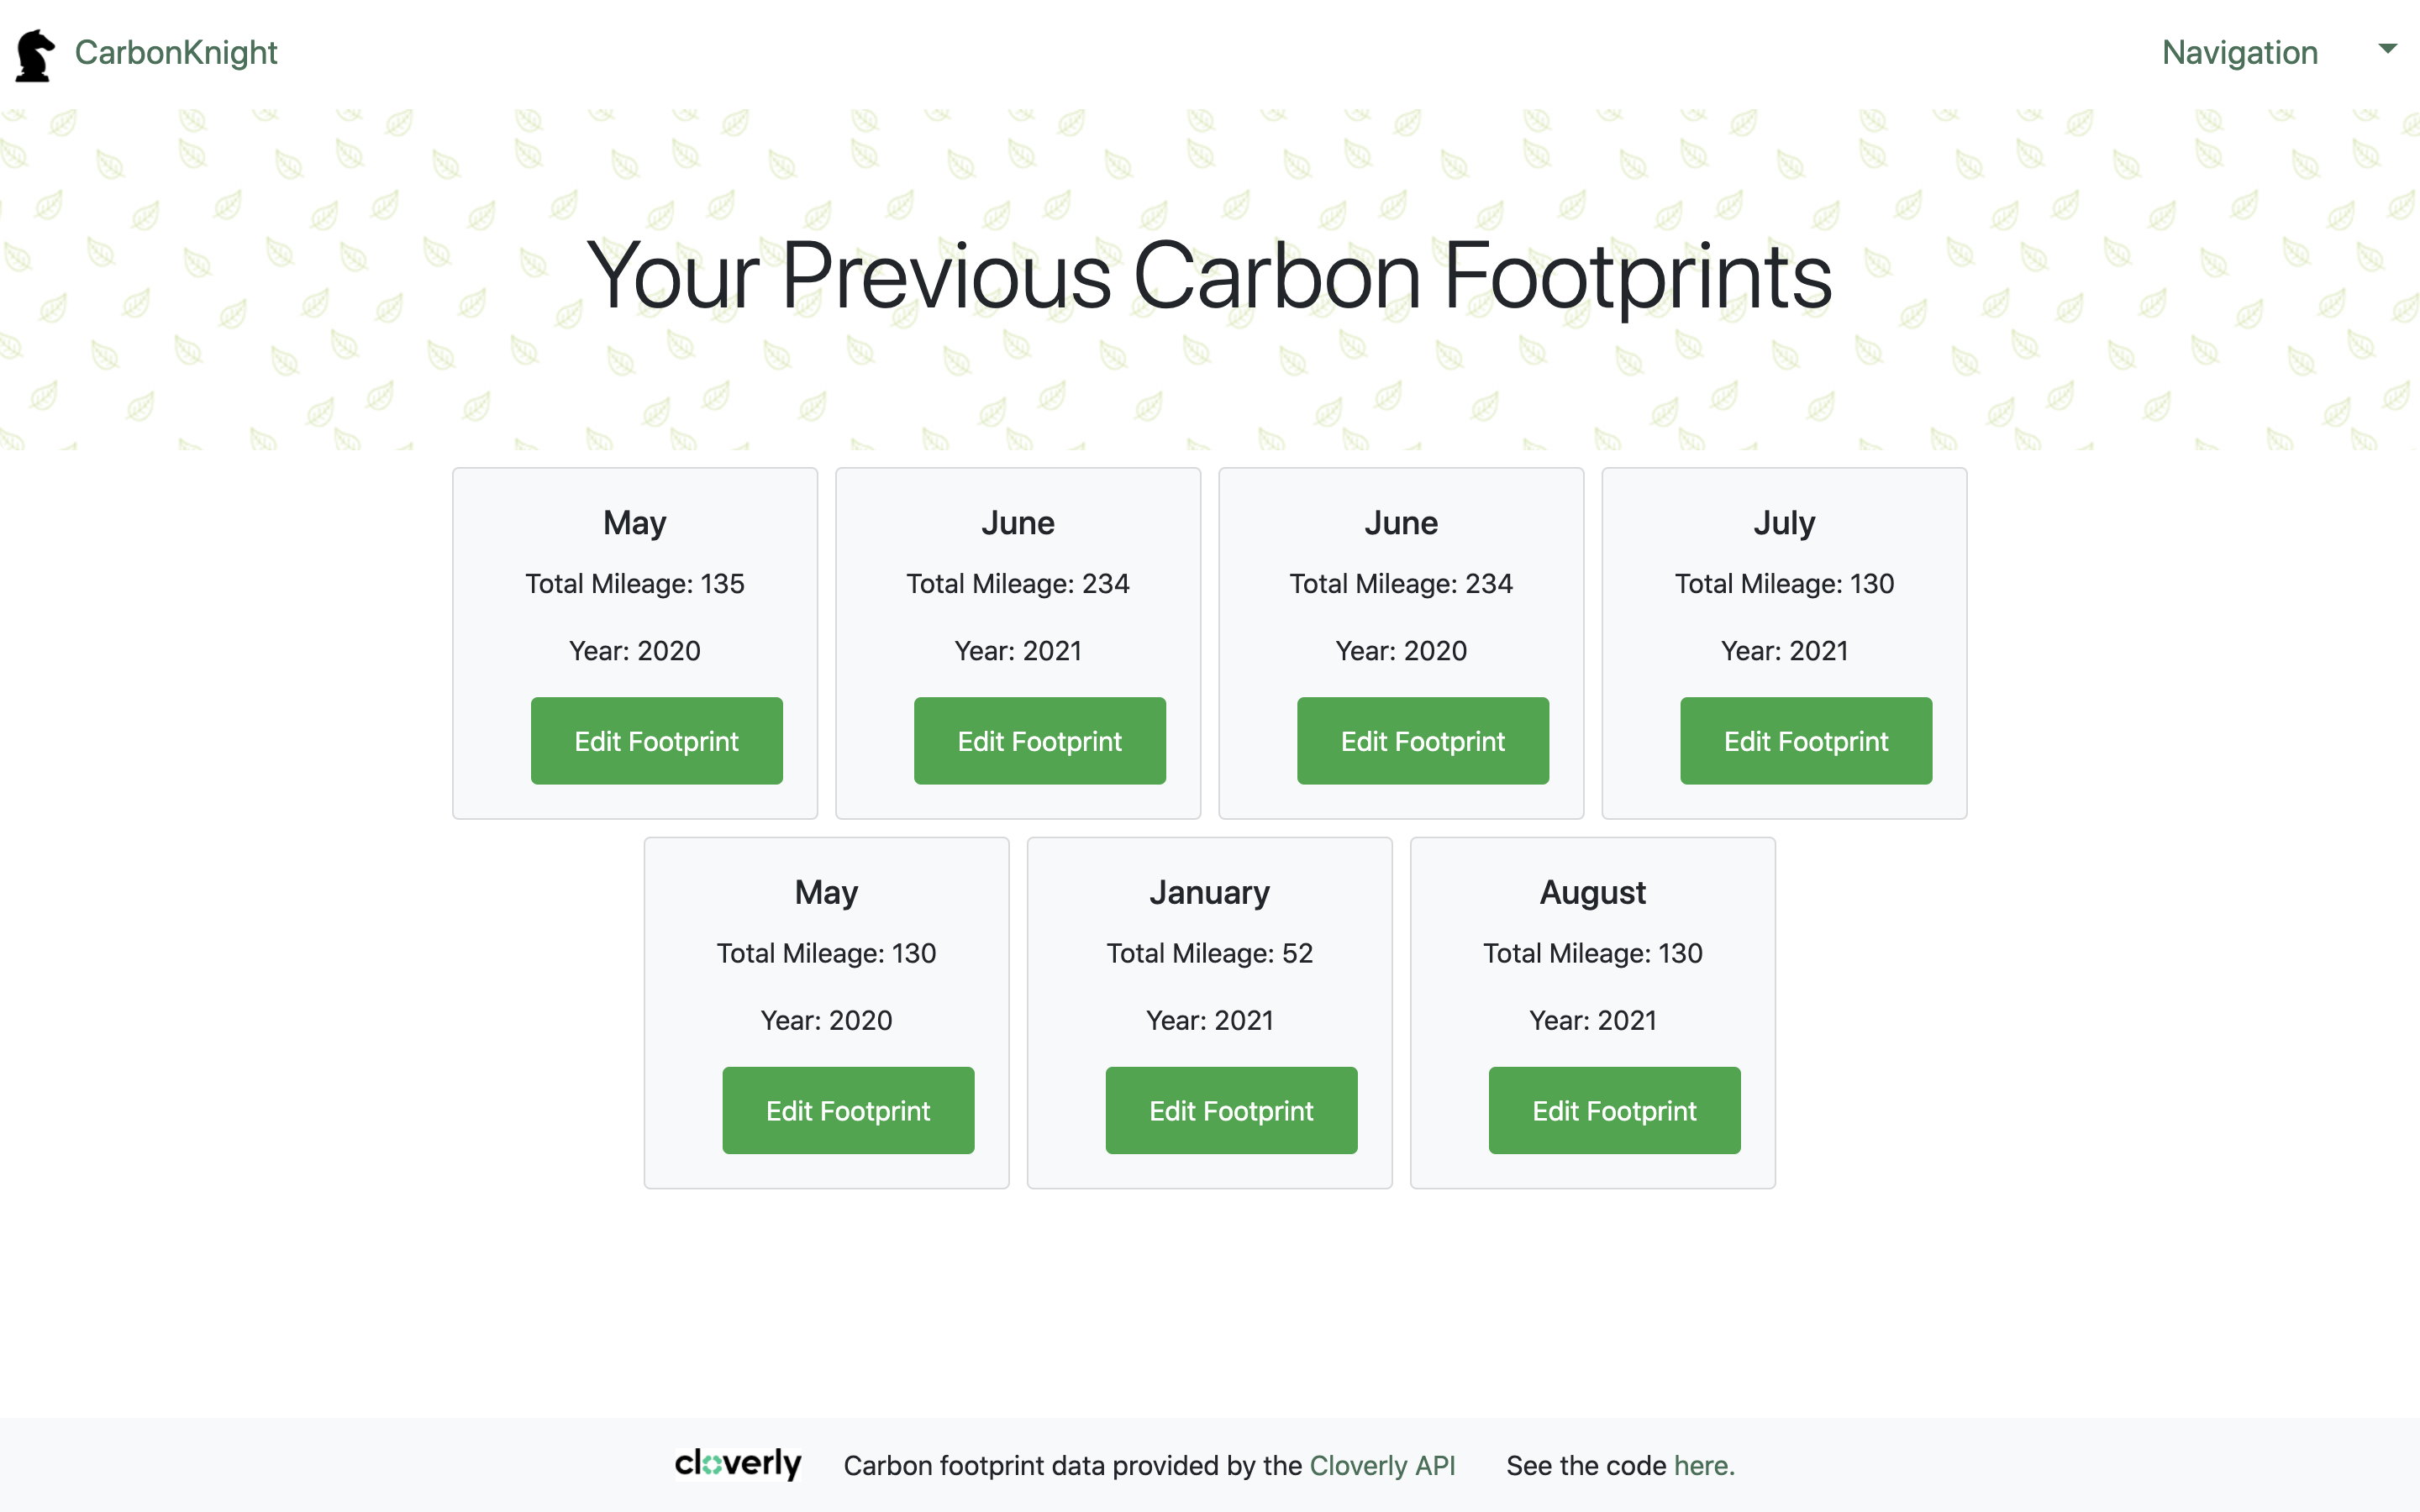 CarbonKnight
Navigation
Your Previous Carbon Footprints
May
Total Mileage: 135
Year: 2020
Edit Footprint
June
Total Mileage: 234
Year: 2021
Edit Footprint
June
Total Mileage: 234
Year: 2020
Edit Footprint
July
Total Mileage: 130
Year: 2021
Edit Footprint
May
Total Mileage: 130
Year: 2020
Edit Footprint
January
Total Mileage: 52
Year: 2021
Edit Footprint
August
Total Mileage: 130
Year: 2021
Edit Footprint
cloverly
Carbon footprint data provided by the Cloverly API
See the code here.